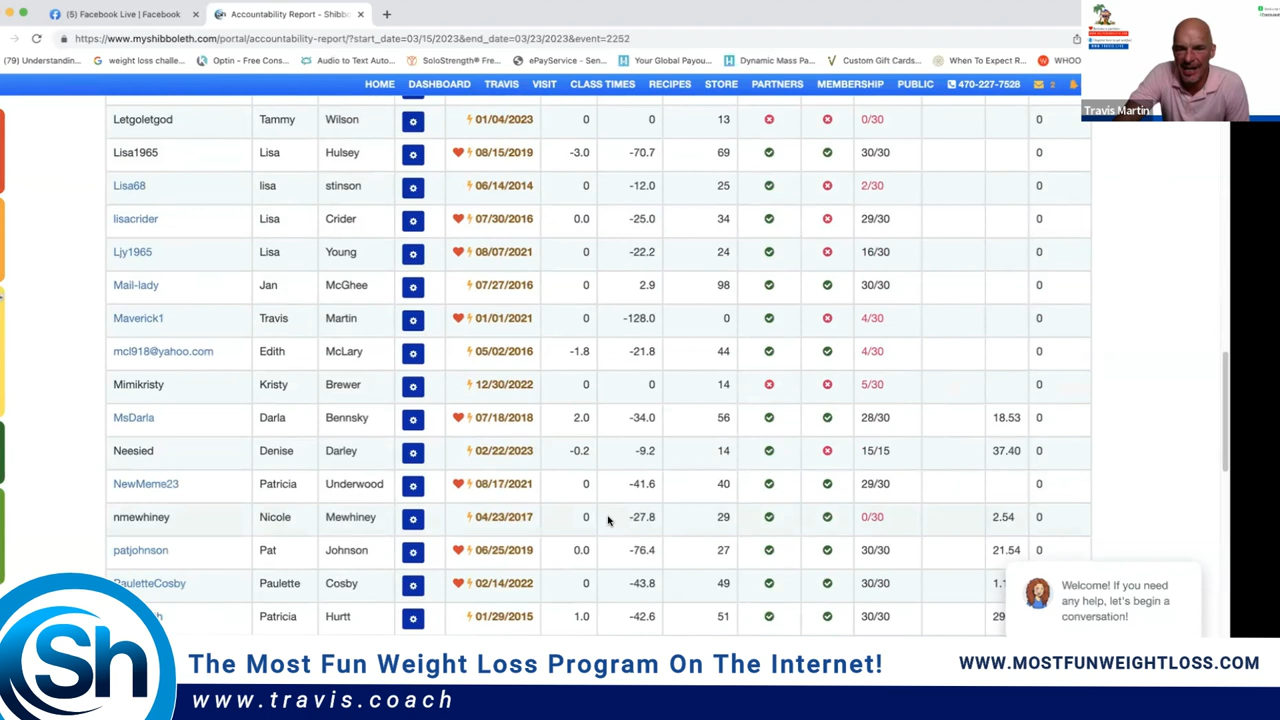 (5) Facebook Live | Facebook
Accountability Report - Shibb
https://www.myshibboleth.com/portal/accountability-report/?start_date=03/15/2023&end_date=03/23/2023&parent=2252
(79) Understandin...
weight - Shibboleth...
Optin - Free Cons...
Audio to Text Auto...
SoloStrength® Pr...
ePayService - Sen...
Your Global Payou...
Dynamic Mass Pa...
Custom Gift Cards...
When To Expect R...
WHOO
HOME DASHBOARD TRAVIS VISIT CLASS TIMES RECIPES STORE PARTNERS MEMBERSHIP PUBLIC 470-227-7528 2
Travis Martin
Letgoletgod Tammy Wilson 01/04/2023 13 0/30 0
Lisa1965 Lisa Hulsey 08/15/2019 -3.0 -70.7 69 30/30 0
Lisa68 lisa stinson 06/14/2014 0 -12.0 25 2/30 0
lisacrider Lisa Crider 07/30/2016 0.0 -25.0 34 29/30 0
Ljy1965 Lisa Young 08/07/2021 0 -22.2 24 16/30 0
Mail-lady Jan McGhee 07/27/2016 0 2.9 98 30/30 0
Maverick1 Travis Martin 01/01/2021 0 -128.0 0 4/30 0
mcl918@yahoo.com Edith McLary 05/02/2016 -1.8 -21.8 44 4/30 0
Mimikristy Kristy Brewer 12/30/2022 0 0 14 5/30 0
MsDarla Darla Bennsky 07/18/2018 2.0 -34.0 56 28/30 18.53 0
Neesied Denise Darley 02/22/2023 -0.2 -9.2 14 15/15 37.40 0
NewMeme23 Patricia Underwood 08/17/2021 0 -41.6 40 29/30 0
nmewhiney Nicole Mewhiney 04/23/2017 0 -27.8 29 0/30 2.54 0
patjohnson Pat Johnson 06/25/2019 0.0 -76.4 27 30/30 21.54 0
PauletteCosby Paulette Cosby 02/14/2022 0 -43.8 49 30/30
Patricia Hurtt 01/29/2015 1.0 -42.6 51 30/30
Welcome! If you need
any help, let's begin a
conversation!
Sh
The Most Fun Weight Loss Program On The Internet!
WWW.MOSTFUNWEIGHTLOSS.COM
www.travis.coach